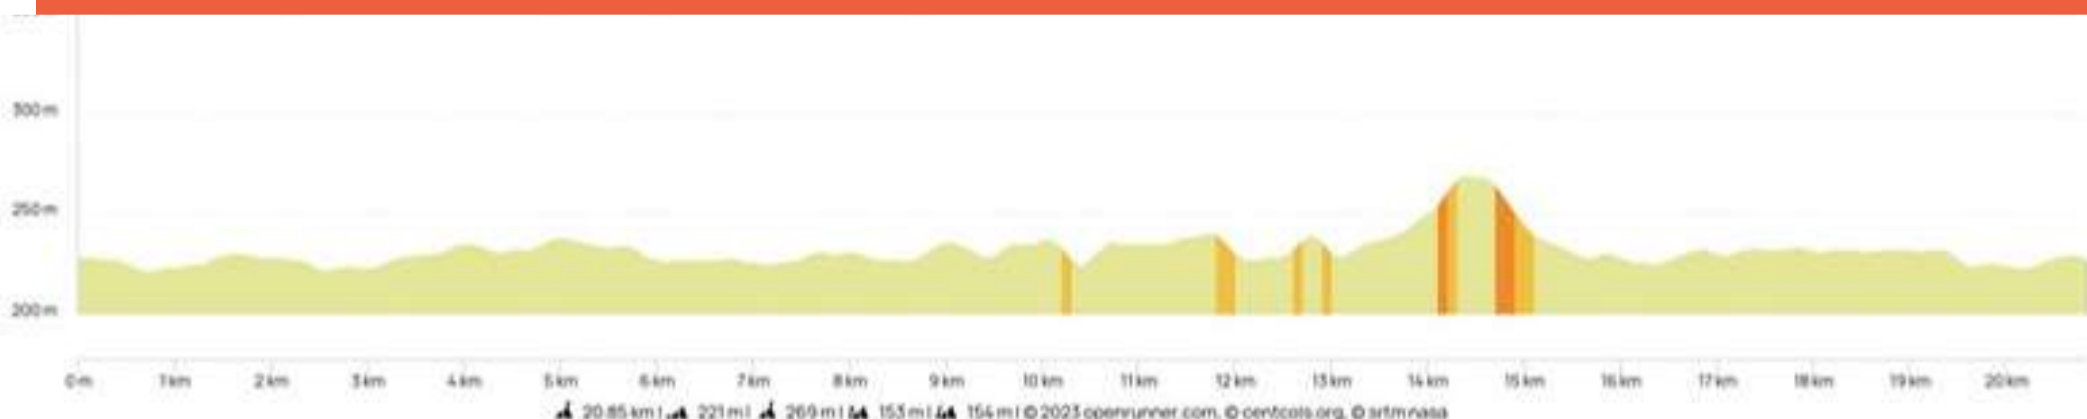 300 m
250 m
200 m
0 m 1 km 2 km 3 km 4 km 5 km 6 km 7 km 8 km 9 km 10 km 11 km 12 km 13 km 14 km 15 km 16 km 17 km 18 km 19 km 20 km
20.85 km | 221 m | 269 m | 153 m | 154 m | © 2023 openrunner.com, © centcols.org, © srtm nasa